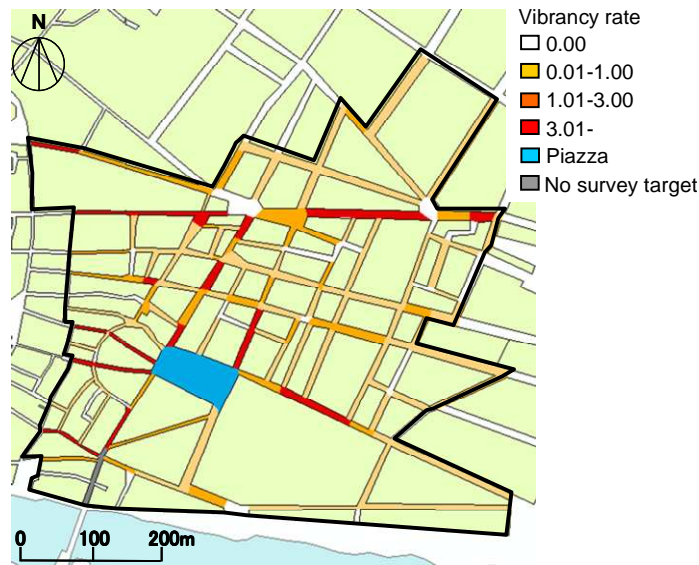 N
Vibrancy rate
0.00
0.01-1.00
1.01-3.00
3.01-
Piazza
No survey target
0 100 200m